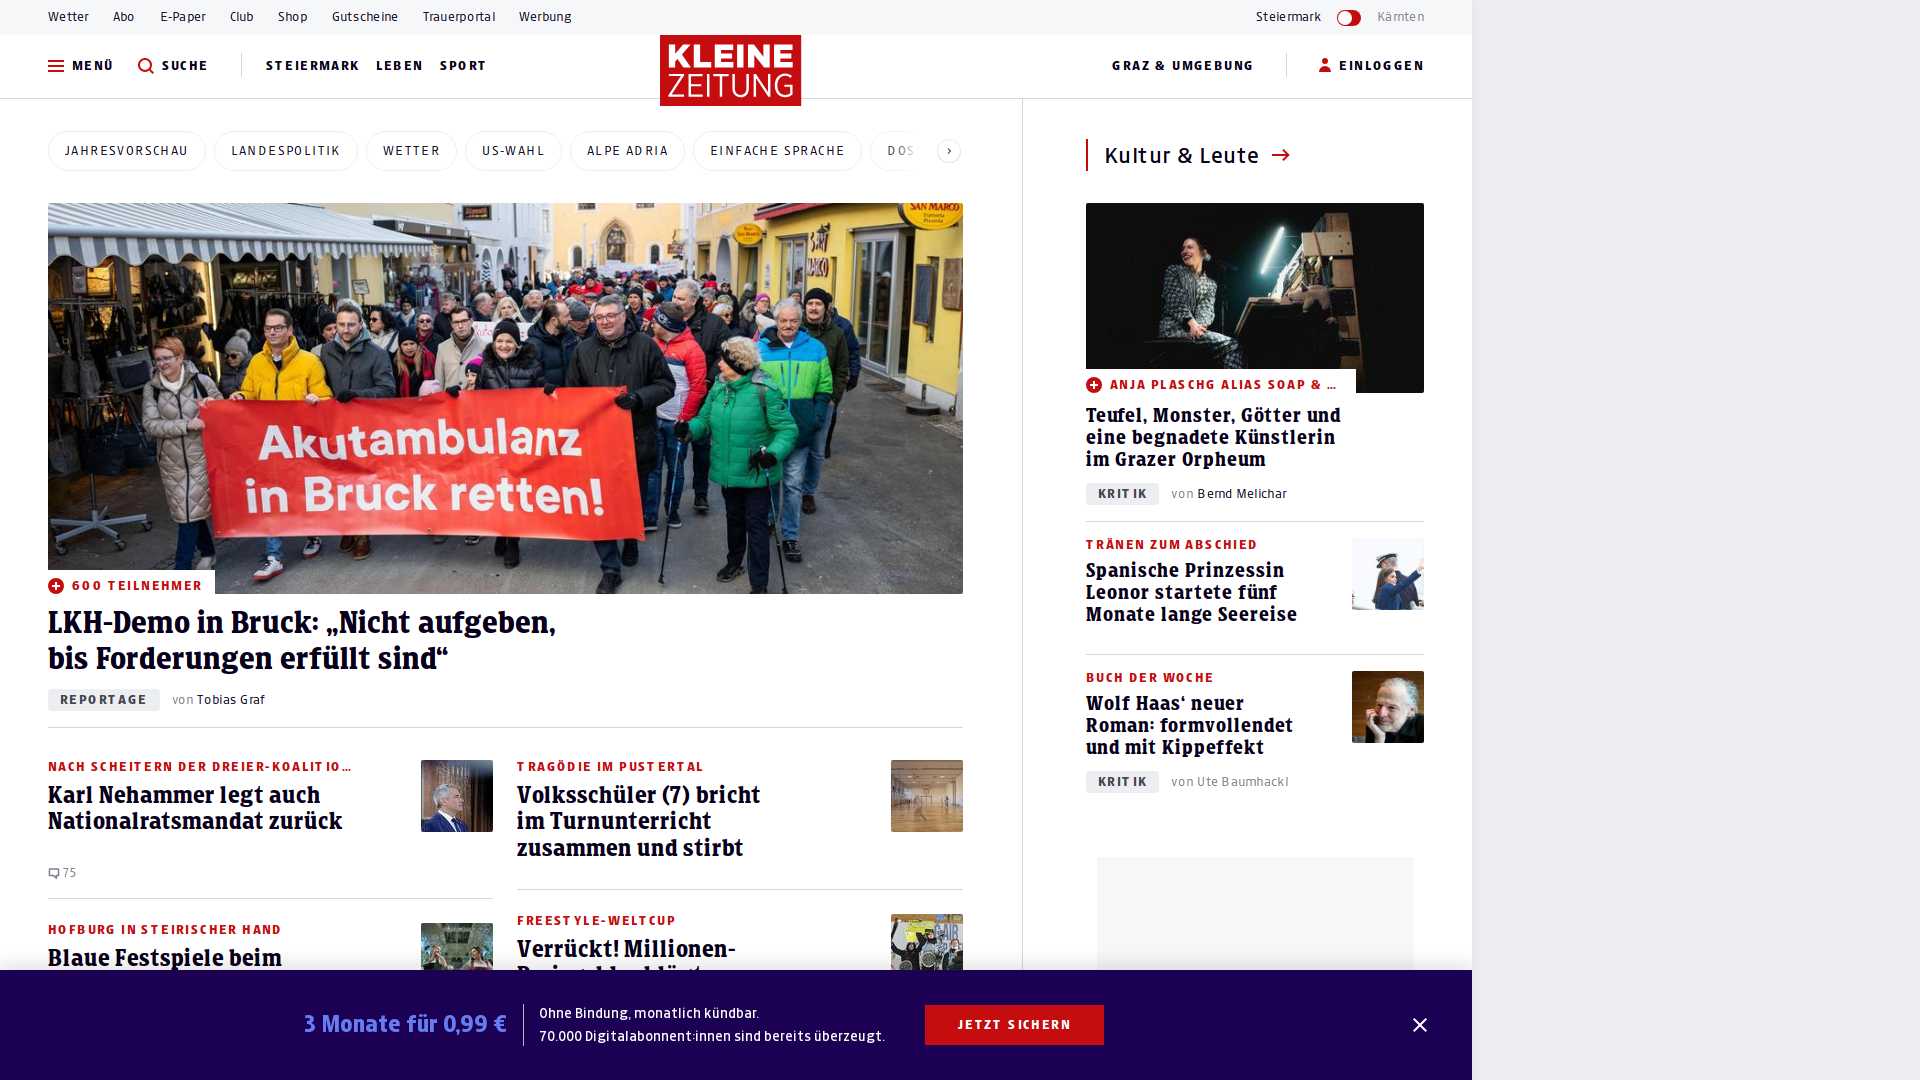 Wetter
Abo
E-Paper
Club
Shop
Gutscheine
Trauerportal
Werbung
Steiermark
Kärnten
MENÜ
SUCHE
STEIERMARK
LEBEN
SPORT
KLEINE
ZEITUNG
GRAZ & UMGEBUNG
EINLOGGEN
JAHRESVORSCHAU
LANDESPOLITIK
WETTER
US-WAHL
ALPE ADRIA
EINFACHE SPRACHE
DOS
SAN MARCO
Akutambulanz
in Bruck retten!
600 TEILNEHMER
LKH-Demo in Bruck: „Nicht aufgeben,
bis Forderungen erfüllt sind“
REPORTAGE
von Tobias Graf
NACH SCHEITERN DER DREIER-KOALITIO…
Karl Nehammer legt auch
Nationalratsmandat zurück
75
HOFBURG IN STEIRISCHER HAND
Blaue Festspiele beim
TRAGÖDIE IM PUSTERTAL
Volksschüler (7) bricht
im Turnunterricht
zusammen und stirbt
FREESTYLE-WELTCUP
Verrückt! Millionen-
Kultur & Leute
ANJA PLASCHG ALIAS SOAP & …
Teufel, Monster, Götter und
eine begnadete Künstlerin
im Grazer Orpheum
KRITIK
von Bernd Melichar
TRÄNEN ZUM ABSCHIED
Spanische Prinzessin
Leonor startete fünf
Monate lange Seereise
BUCH DER WOCHE
Wolf Haas‘ neuer
Roman: formvollendet
und mit Kippeffekt
KRITIK
von Ute Baumhackl
3 Monate für 0,99 €
Ohne Bindung, monatlich kündbar.
70.000 Digitalabonnent:innen sind bereits überzeugt.
JETZT SICHERN